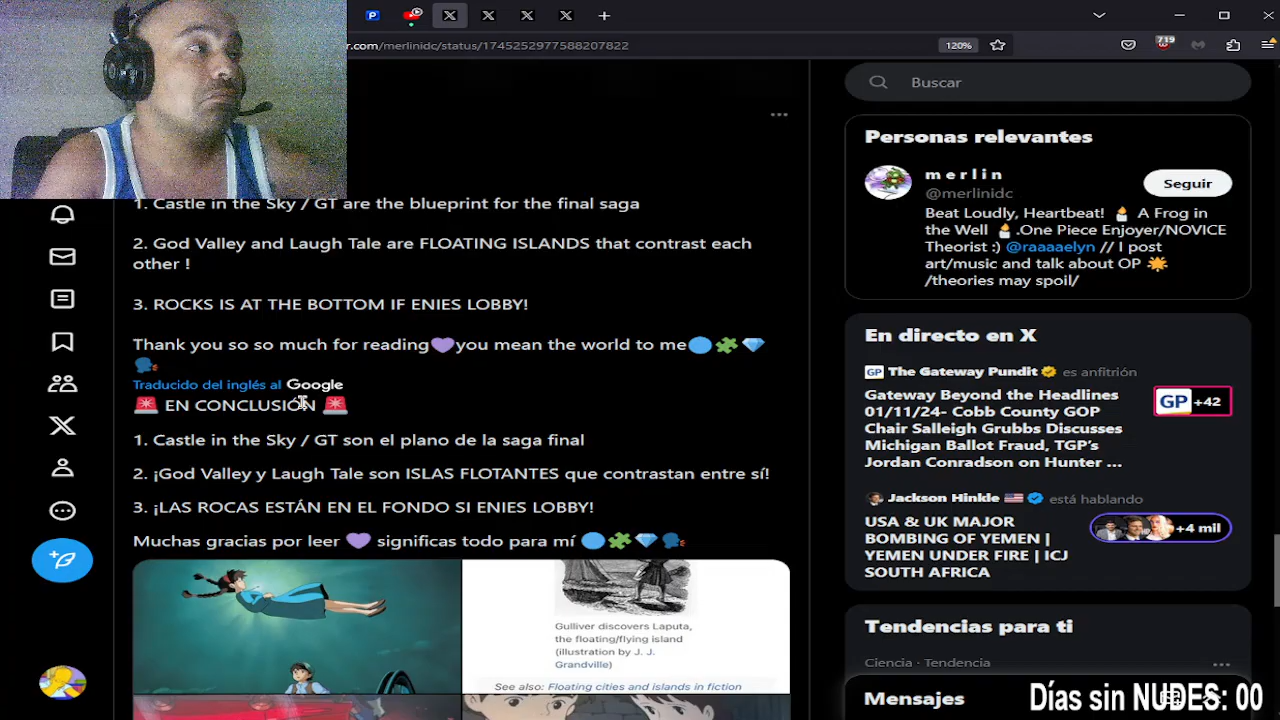 .com/merlinidc/status/1745252977588207822
120%
719
Buscar
1. Castle in the Sky / GT are the blueprint for the final saga
2. God Valley and Laugh Tale are FLOATING ISLANDS that contrast each
other !
3. ROCKS IS AT THE BOTTOM IF ENIES LOBBY!
Thank you so so much for reading💜you mean the world to me🔵🧩💎
🗣️
Traducido del inglés al Google
🚨 EN CONCLUSIÓN 🚨
1. Castle in the Sky / GT son el plano de la saga final
2. ¡God Valley y Laugh Tale son ISLAS FLOTANTES que contrastan entre sí!
3. ¡LAS ROCAS ESTÁN EN EL FONDO SI ENIES LOBBY!
Muchas gracias por leer 💜 significas todo para mí 🔵🧩💎🗣️
Gulliver discovers Laputa,
the floating/flying island
(illustration by J. J.
Grandville)
See also: Floating cities and islands in fiction
Personas relevantes
m e r l i n
@merlinidc
Seguir
Beat Loudly, Heartbeat! 🕯️ A Frog in
the Well 🕯️.One Piece Enjoyer/NOVICE
Theorist :) @raaaaelyn // I post
art/music and talk about OP 🌟
/theories may spoil/
En directo en X
GP The Gateway Pundit es anfitrión
Gateway Beyond the Headlines
01/11/24- Cobb County GOP
Chair Salleigh Grubbs Discusses
Michigan Ballot Fraud, TGP's
Jordan Conradson on Hunter ...
GP +42
Jackson Hinkle 🇺🇸 está hablando
USA & UK MAJOR
BOMBING OF YEMEN |
YEMEN UNDER FIRE | ICJ
SOUTH AFRICA
+4 mil
Tendencias para ti
Ciencia · Tendencia
Mensajes
Días sin NUDES: 00